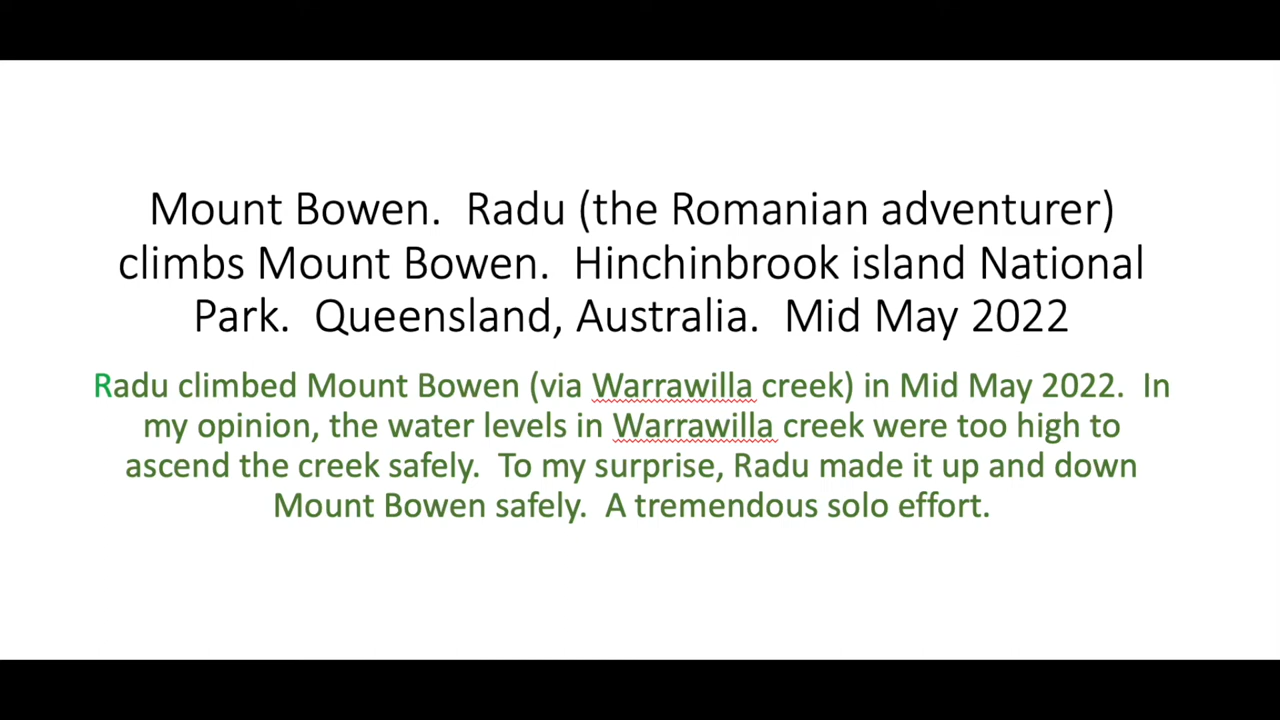 Mount Bowen.  Radu (the Romanian adventurer)
climbs Mount Bowen.  Hinchinbrook island National
Park.  Queensland, Australia.  Mid May 2022
Radu climbed Mount Bowen (via Warrawilla creek) in Mid May 2022.  In
my opinion, the water levels in Warrawilla creek were too high to
ascend the creek safely.  To my surprise, Radu made it up and down
Mount Bowen safely.  A tremendous solo effort.